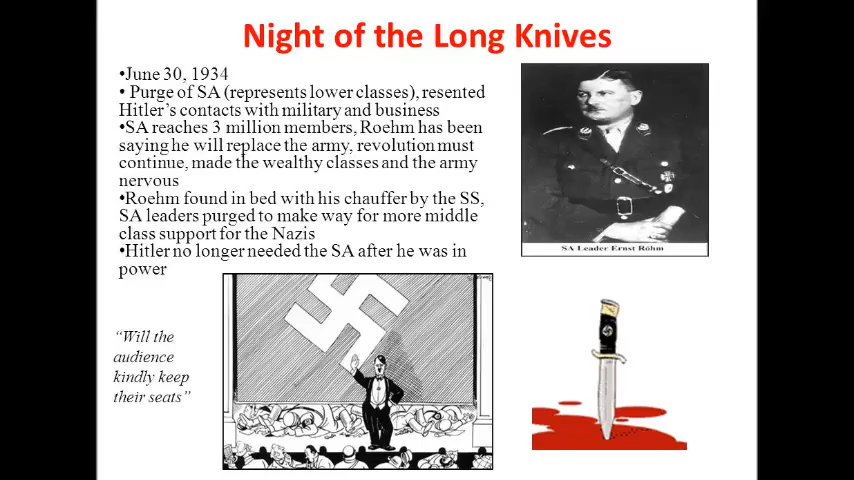 Night of the Long Knives
•June 30, 1934
• Purge of SA (represents lower classes), resented
Hitler's contacts with military and business
•SA reaches 3 million members, Roehm has been
saying he will replace the army, revolution must
continue, made the wealthy classes and the army
nervous
•Roehm found in bed with his chauffer by the SS,
SA leaders purged to make way for more middle
class support for the Nazis
•Hitler no longer needed the SA after he was in
power
SA Leader Ernst Röhm
“Will the
audience
kindly keep
their seats”